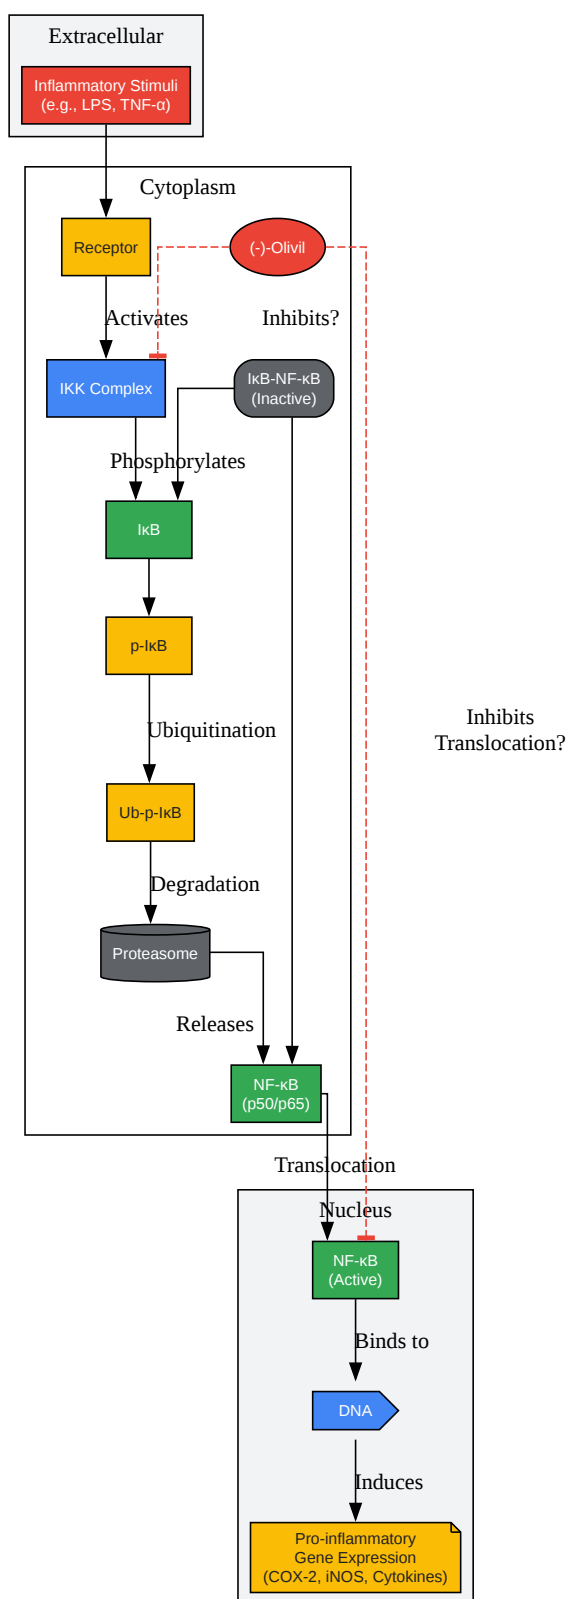 Extracellular
Inflammatory Stimuli
(e.g., LPS, TNF-α)
Cytoplasm
Receptor
(-)-Olivil
Activates
Inhibits?
IKK Complex
IκB-NF-κB
(Inactive)
Phosphorylates
IκB
p-IκB
Ubiquitination
Inhibits
Translocation?
Ub-p-IκB
Degradation
Proteasome
Releases
NF-κB
(p50/p65)
Translocation
Nucleus
NF-κB
(Active)
Binds to
DNA
Induces
Pro-inflammatory
Gene Expression
(COX-2, iNOS, Cytokines)